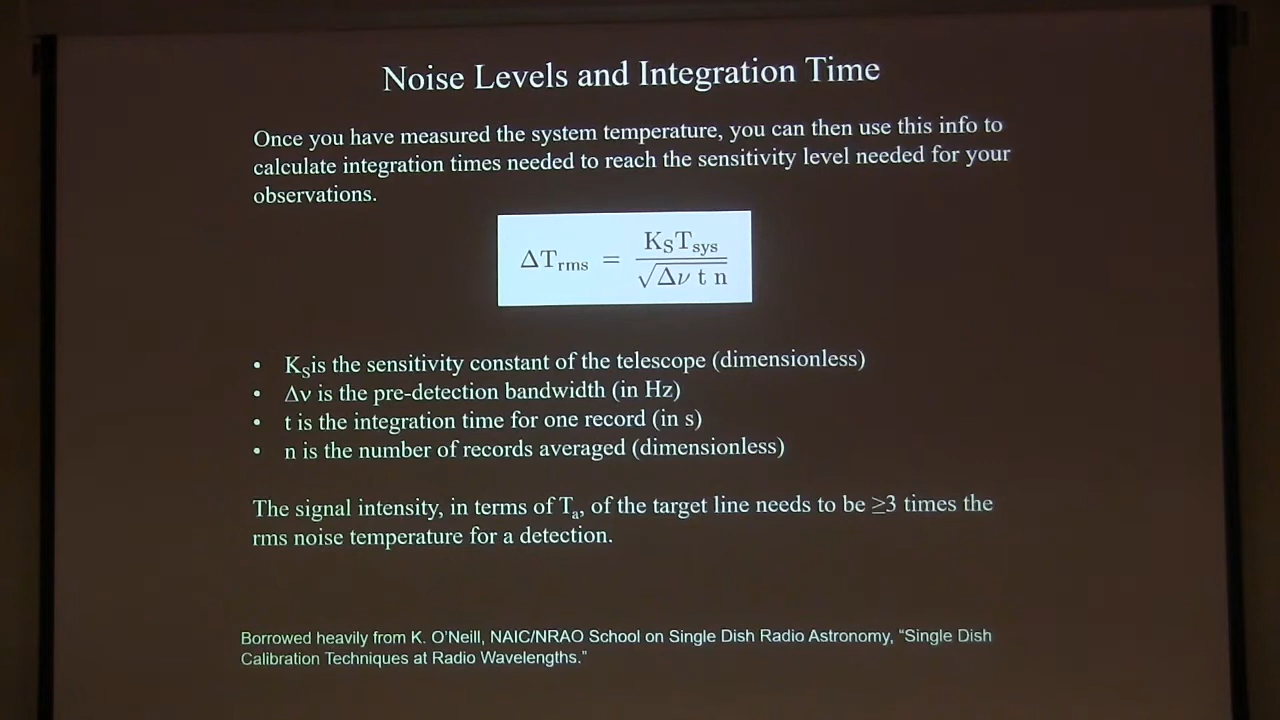 Noise Levels and Integration Time
Once you have measured the system temperature, you can then use this info to
calculate integration times needed to reach the sensitivity level needed for your
observations.
ΔT_rms = K_S T_sys / √(Δν t n)
• K_S is the sensitivity constant of the telescope (dimensionless)
• Δν is the pre-detection bandwidth (in Hz)
• t is the integration time for one record (in s)
• n is the number of records averaged (dimensionless)
The signal intensity, in terms of T_a, of the target line needs to be ≥3 times the
rms noise temperature for a detection.
Borrowed heavily from K. O’Neill, NAIC/NRAO School on Single Dish Radio Astronomy, “Single Dish
Calibration Techniques at Radio Wavelengths.”